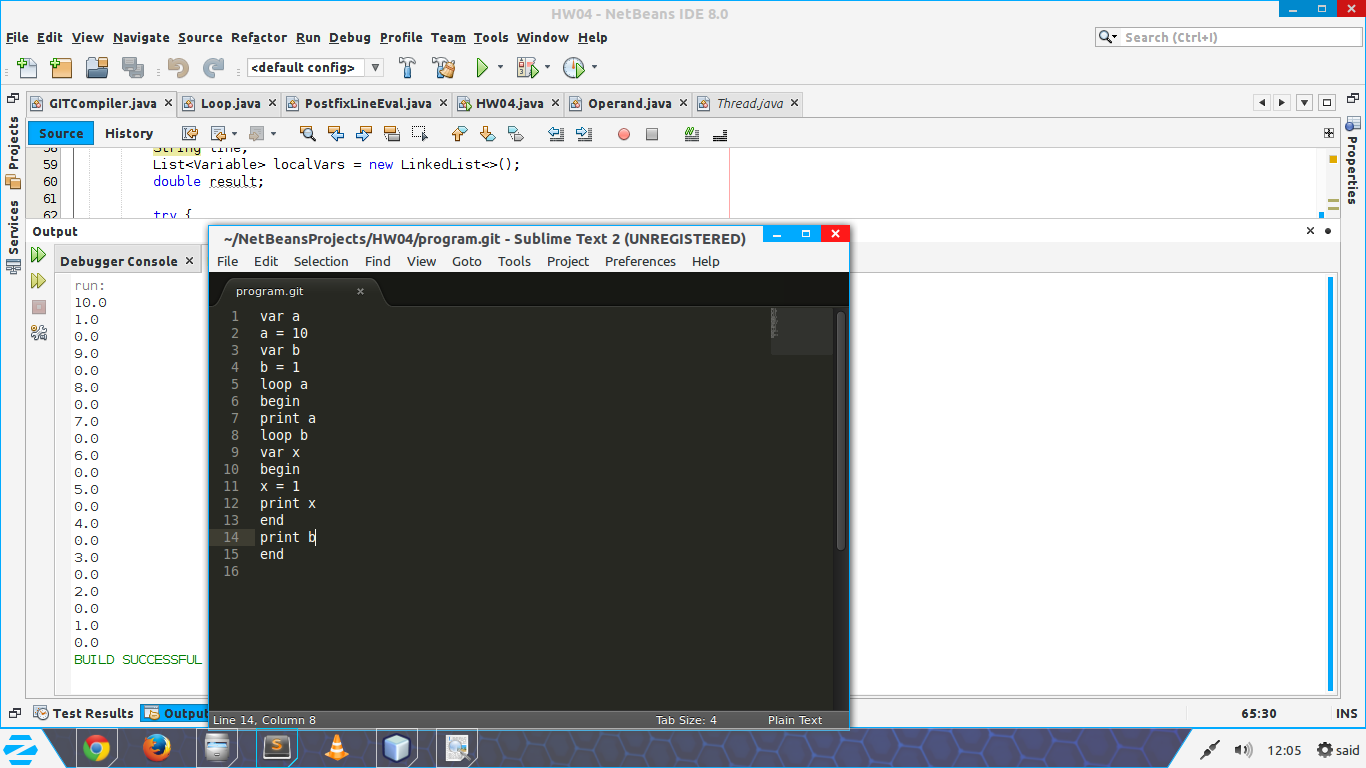 HW04 - NetBeans IDE 8.0
File Edit View Navigate Source Refactor Run Debug Profile Team Tools Window Help
Search (Ctrl+I)
<default config>
GITCompiler.java Loop.java PostfixLineEval.java HW04.java Operand.java Thread.java
Source History
Projects
Services
Properties
58 String line;
59 List<Variable> localVars = new LinkedList<>();
60 double result;
61
62 try {
Output
Debugger Console
run:
10.0
1.0
0.0
9.0
0.0
8.0
0.0
7.0
0.0
6.0
0.0
5.0
0.0
4.0
0.0
3.0
0.0
2.0
0.0
1.0
0.0
BUILD SUCCESSFUL
~/NetBeansProjects/HW04/program.git - Sublime Text 2 (UNREGISTERED)
File Edit Selection Find View Goto Tools Project Preferences Help
program.git
1 var a
2 a = 10
3 var b
4 b = 1
5 loop a
6 begin
7 print a
8 loop b
9 var x
10 begin
11 x = 1
12 print x
13 end
14 print b
15 end
16
Line 14, Column 8 Tab Size: 4 Plain Text
Test Results Output
65:30 INS
12:05 said